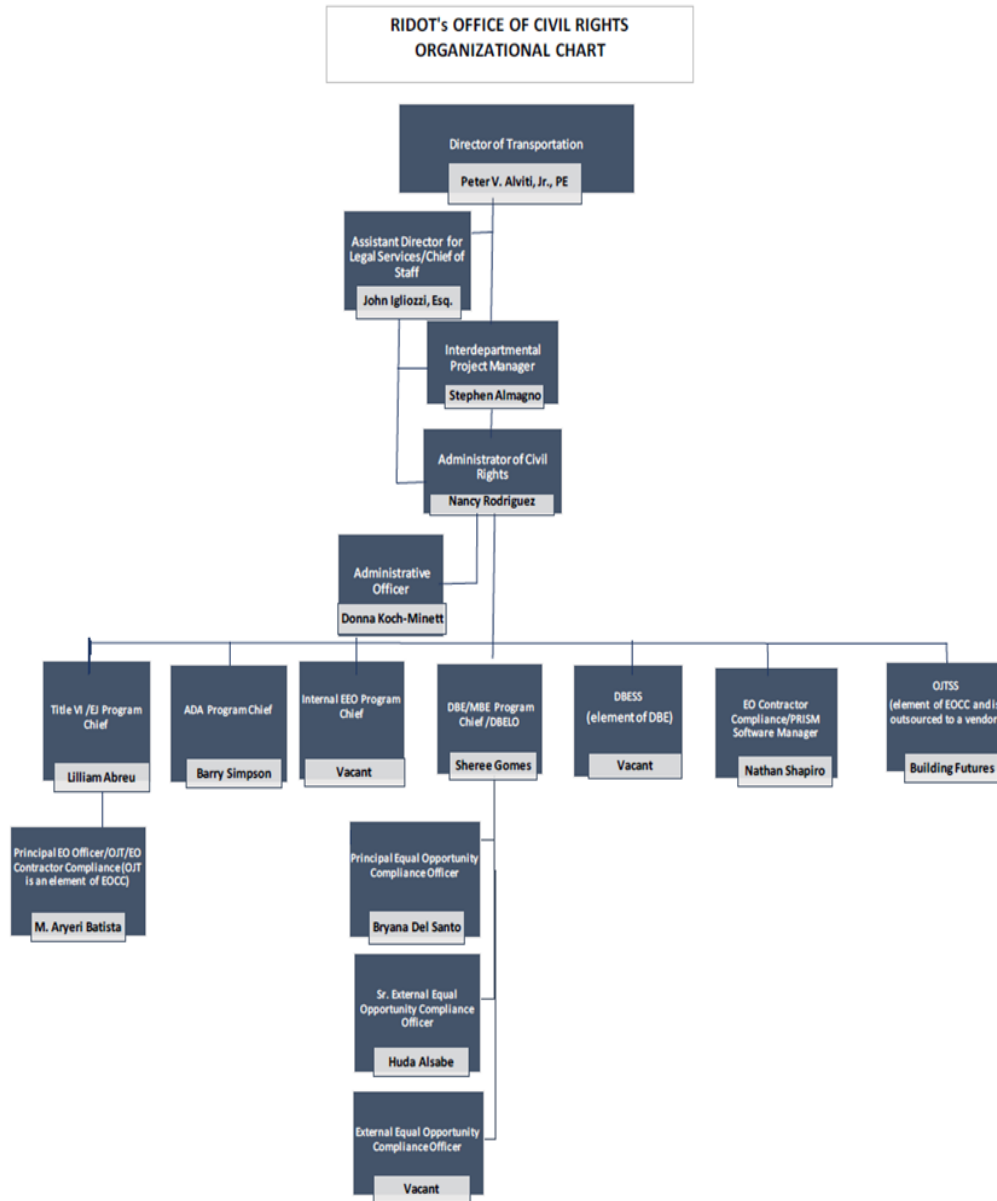 RIDOT's OFFICE OF CIVIL RIGHTS
ORGANIZATIONAL CHART
Director of Transportation
Peter V. Alviti, Jr., PE
Assistant Director for
Legal Services/Chief of
Staff
John Igliozzi, Esq.
Interdepartmental
Project Manager
Stephen Almagno
Administrator of Civil
Rights
Nancy Rodriguez
Administrative
Officer
Donna Koch-Minett
Title VI /EJ Program
Chief
Lilliam Abreu
ADA Program Chief
Barry Simpson
Internal EEO Program
Chief
Vacant
DBE/MBE Program
Chief /DBELO
Sheree Gomes
DBESS
(element of DBE)
Vacant
EO Contractor
Compliance/PRISM
Software Manager
Nathan Shapiro
OJTSS
(element of EOCC and is
outsourced to a vendor
Building Futures
Principal EO Officer/OJT/EO
Contractor Compliance (OJT
is an element of EOCC)
M. Aryeri Batista
Principal Equal Opportunity
Compliance Officer
Bryana Del Santo
Sr. External Equal
Opportunity Compliance
Officer
Huda Alsabe
External Equal Opportunity
Compliance Officer
Vacant